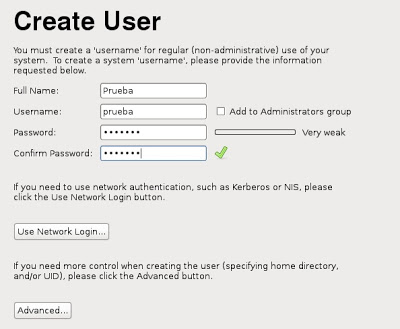 Create User
You must create a 'username' for regular (non-administrative) use of your
system.  To create a system 'username', please provide the information
requested below.
Full Name: Prueba
Username: prueba Add to Administrators group
Password: ••••••• Very weak
Confirm Password: •••••••
If you need to use network authentication, such as Kerberos or NIS, please
click the Use Network Login button.
Use Network Login...
If you need more control when creating the user (specifying home directory,
and/or UID), please click the Advanced button.
Advanced...